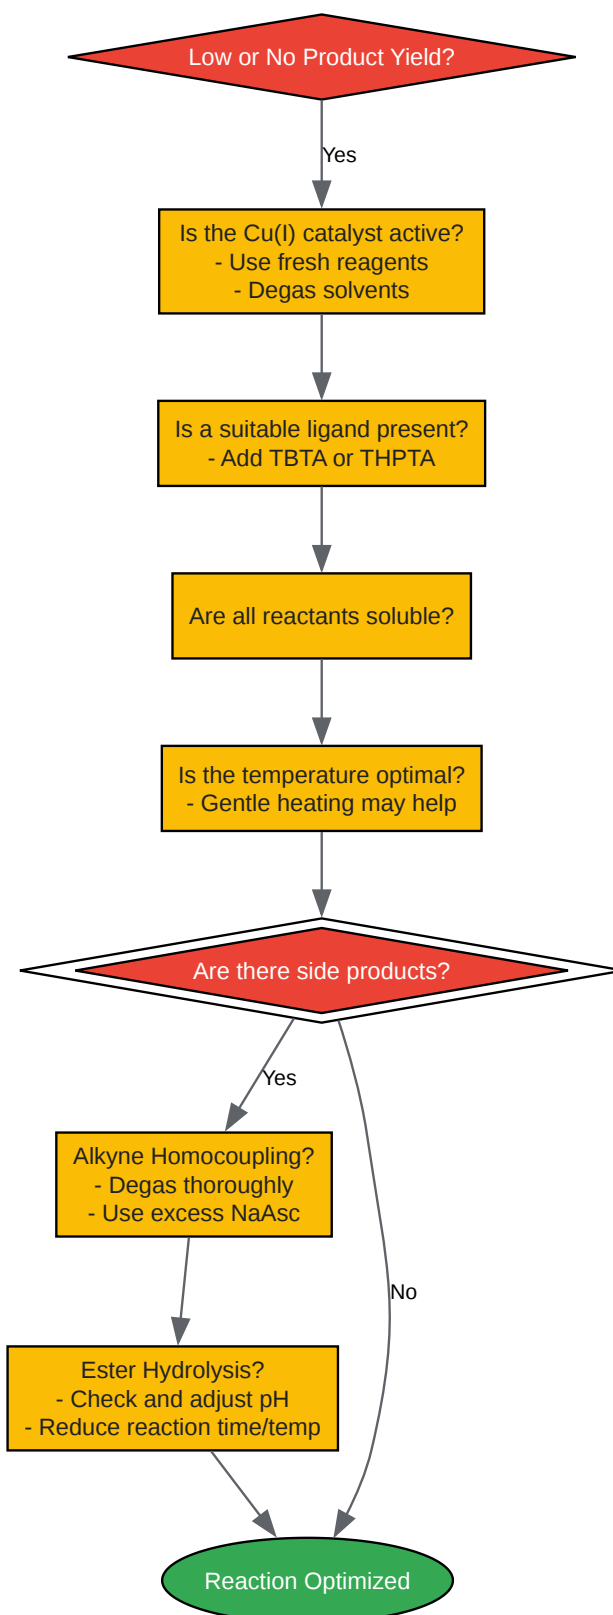 Low or No Product Yield?
Yes
Is the Cu(I) catalyst active?
- Use fresh reagents
- Degas solvents
Is a suitable ligand present?
- Add TBTA or THPTA
Are all reactants soluble?
Is the temperature optimal?
- Gentle heating may help
Are there side products?
Yes
Alkyne Homocoupling?
- Degas thoroughly
- Use excess NaAsc
No
Ester Hydrolysis?
- Check and adjust pH
- Reduce reaction time/temp
Reaction Optimized